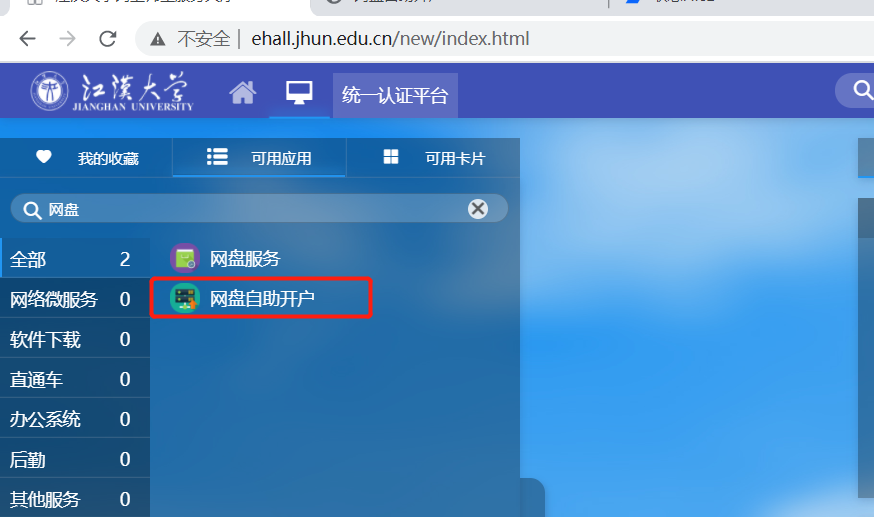 不安全 ehall.jhun.edu.cn/new/index.html
江汉大学 JIANGHAN UNIVERSITY 统一认证平台
我的收藏 可用应用 可用卡片
网盘
全部 2 网盘服务
网络微服务 0 网盘自助开户
软件下载 0
直通车 0
办公系统 0
后勤 0
其他服务 0